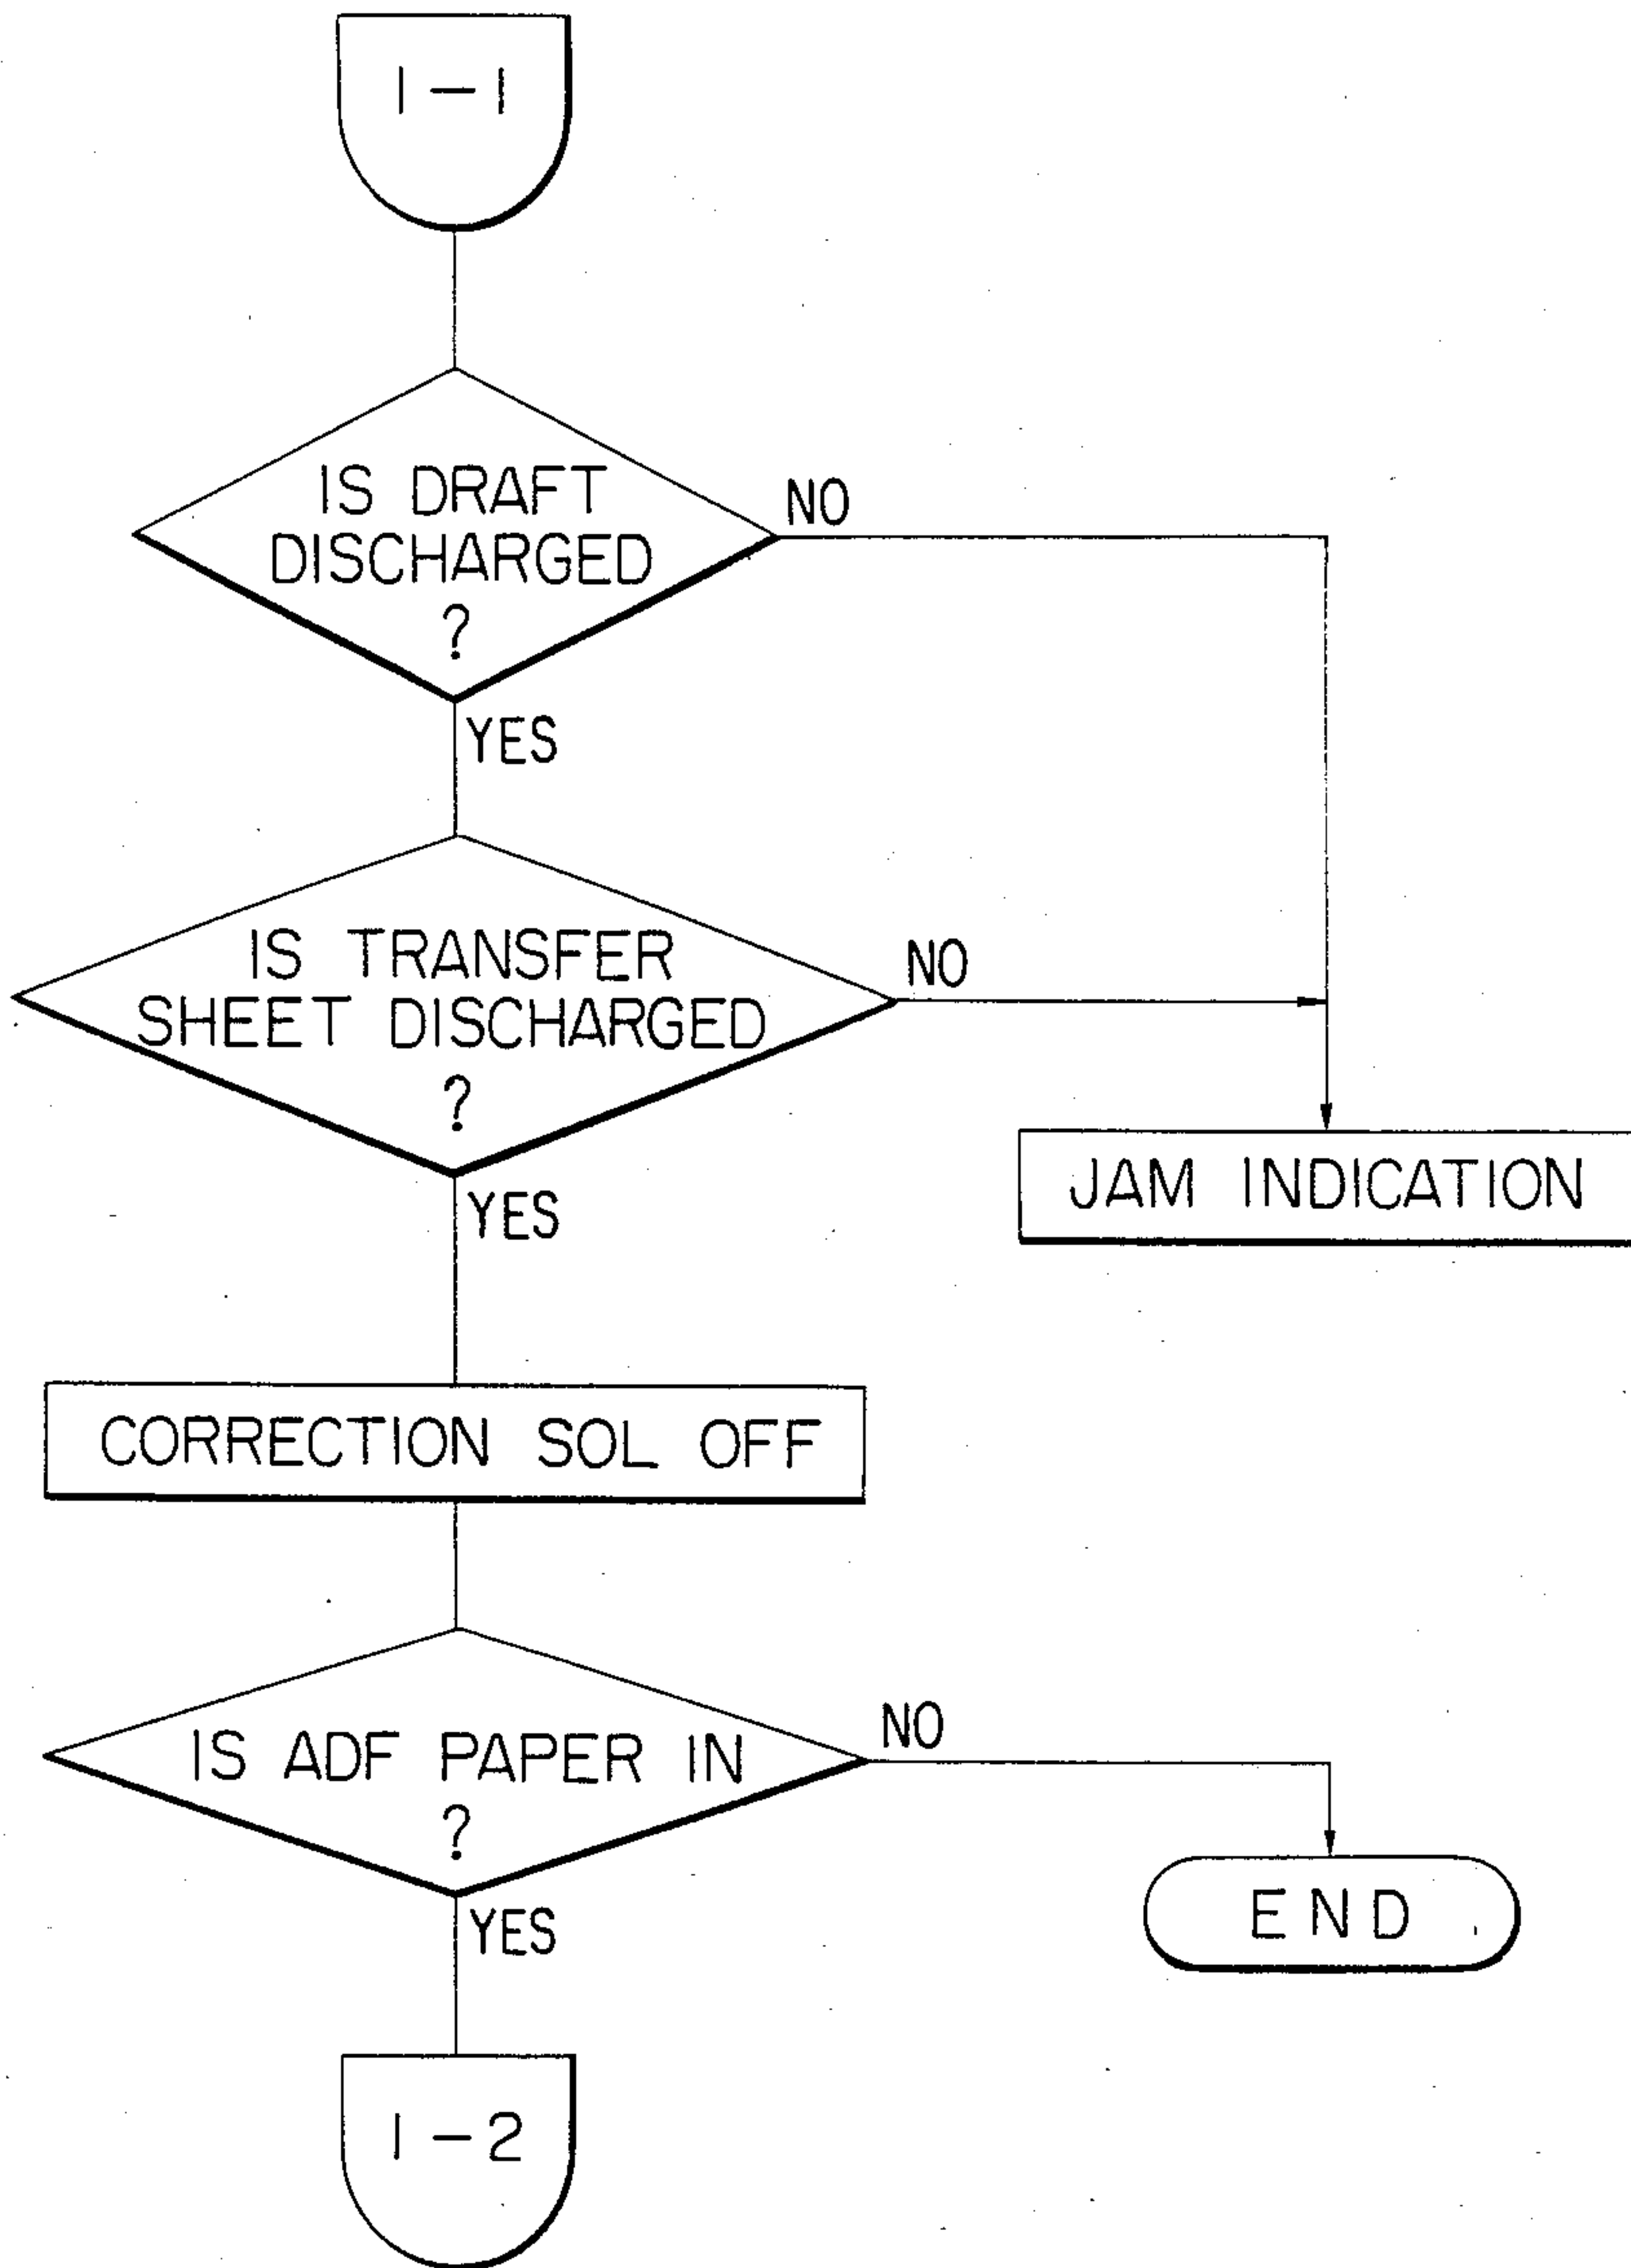 1-1
IS DRAFT
DISCHARGED
?
NO
YES
IS TRANSFER
SHEET DISCHARGED
?
NO
YES
JAM INDICATION
CORRECTION SOL OFF
IS ADF PAPER IN
?
NO
YES
END
1-2